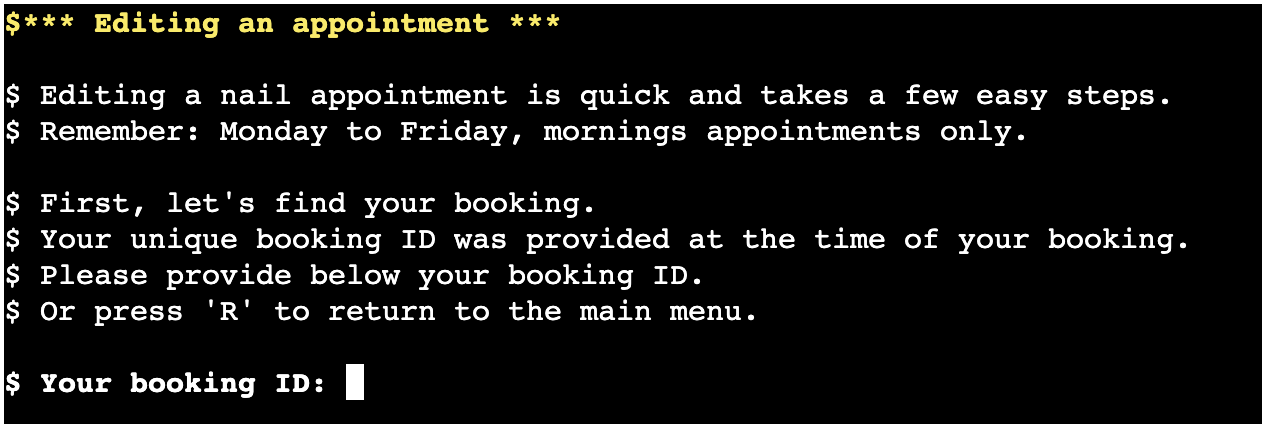 $*** Editing an appointment ***
$ Editing a nail appointment is quick and takes a few easy steps.
$ Remember: Monday to Friday, mornings appointments only.
$ First, let's find your booking.
$ Your unique booking ID was provided at the time of your booking.
$ Please provide below your booking ID.
$ Or press 'R' to return to the main menu.
$ Your booking ID: